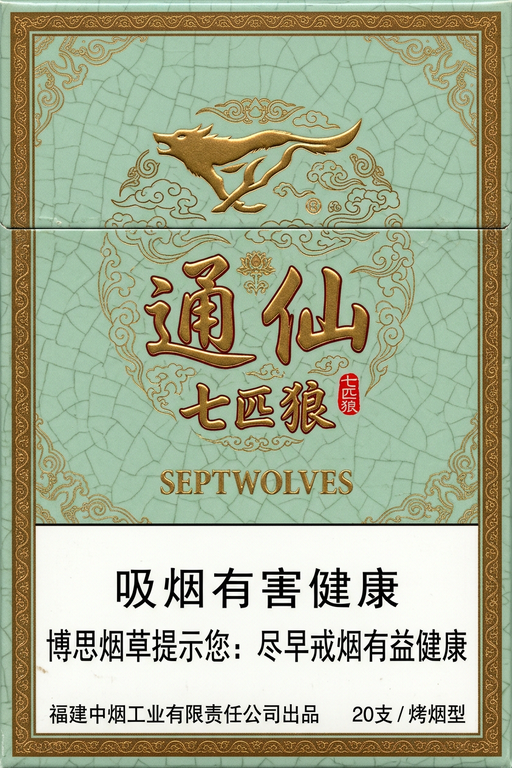 通仙
七匹狼
七匹狼
SEPTWOLVES
吸烟有害健康
博思烟草提示您：尽早戒烟有益健康
福建中烟工业有限责任公司出品 20支/烤烟型